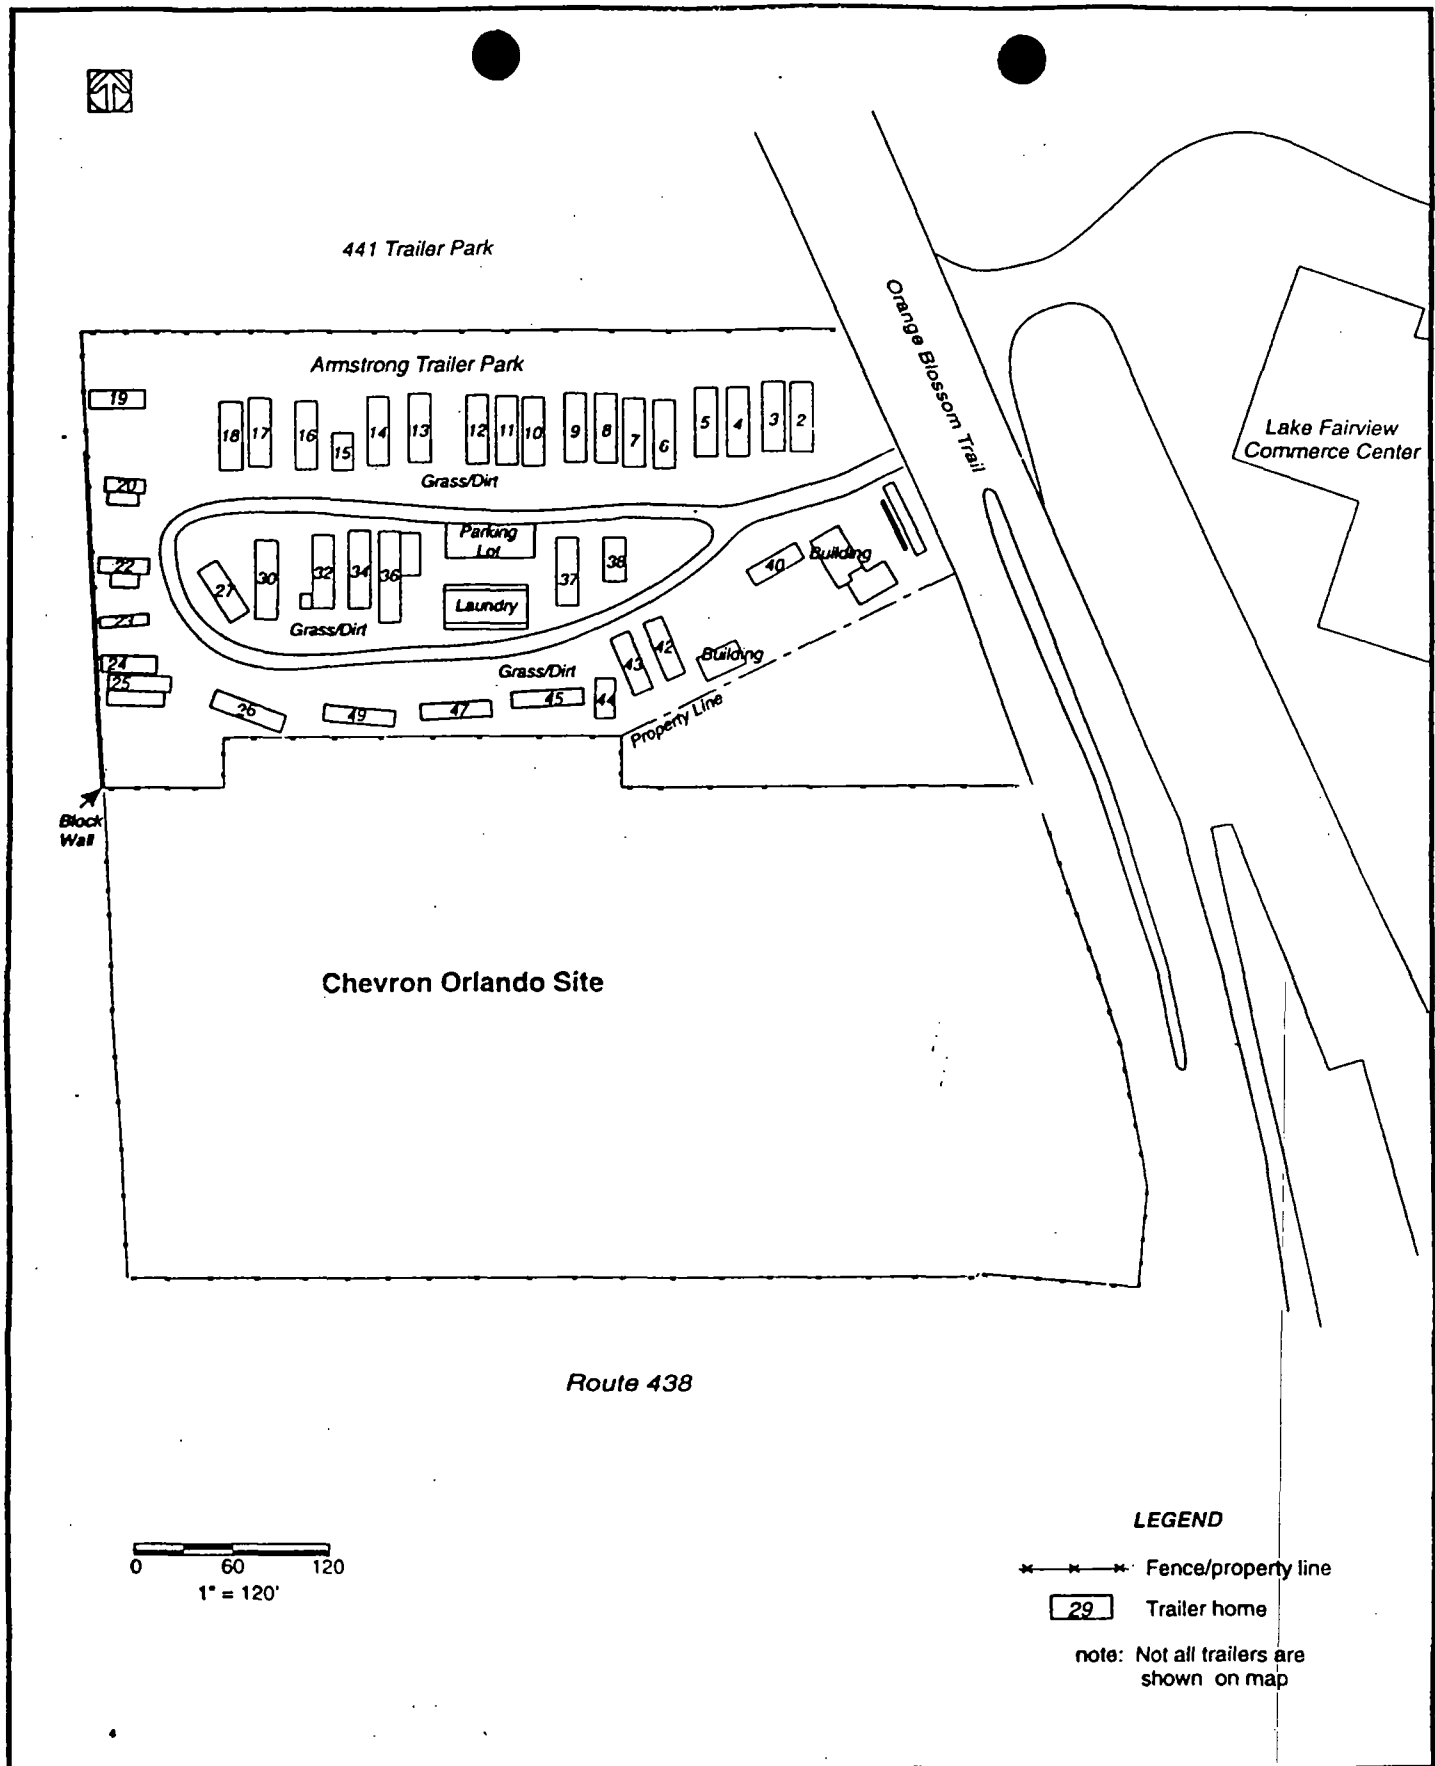 441 Trailer Park
Orange Blossom Trail
Armstrong Trailer Park
19
18
17
16
15
14
13
12
11
10
9
8
7
6
5
4
3
2
Lake Fairview
Commerce Center
Grass/Dirt
20
22
23
24
25
27
30
32
34
36
Parking
Lot
Laundry
37
38
40
Building
Grass/Dirt
Grass/Dirt
43
42
Building
26
49
47
45
44
Property Line
Block
Wall
Chevron Orlando Site
Route 438
0 60 120
1" = 120'
LEGEND
Fence/property line
29 Trailer home
note: Not all trailers are
shown on map